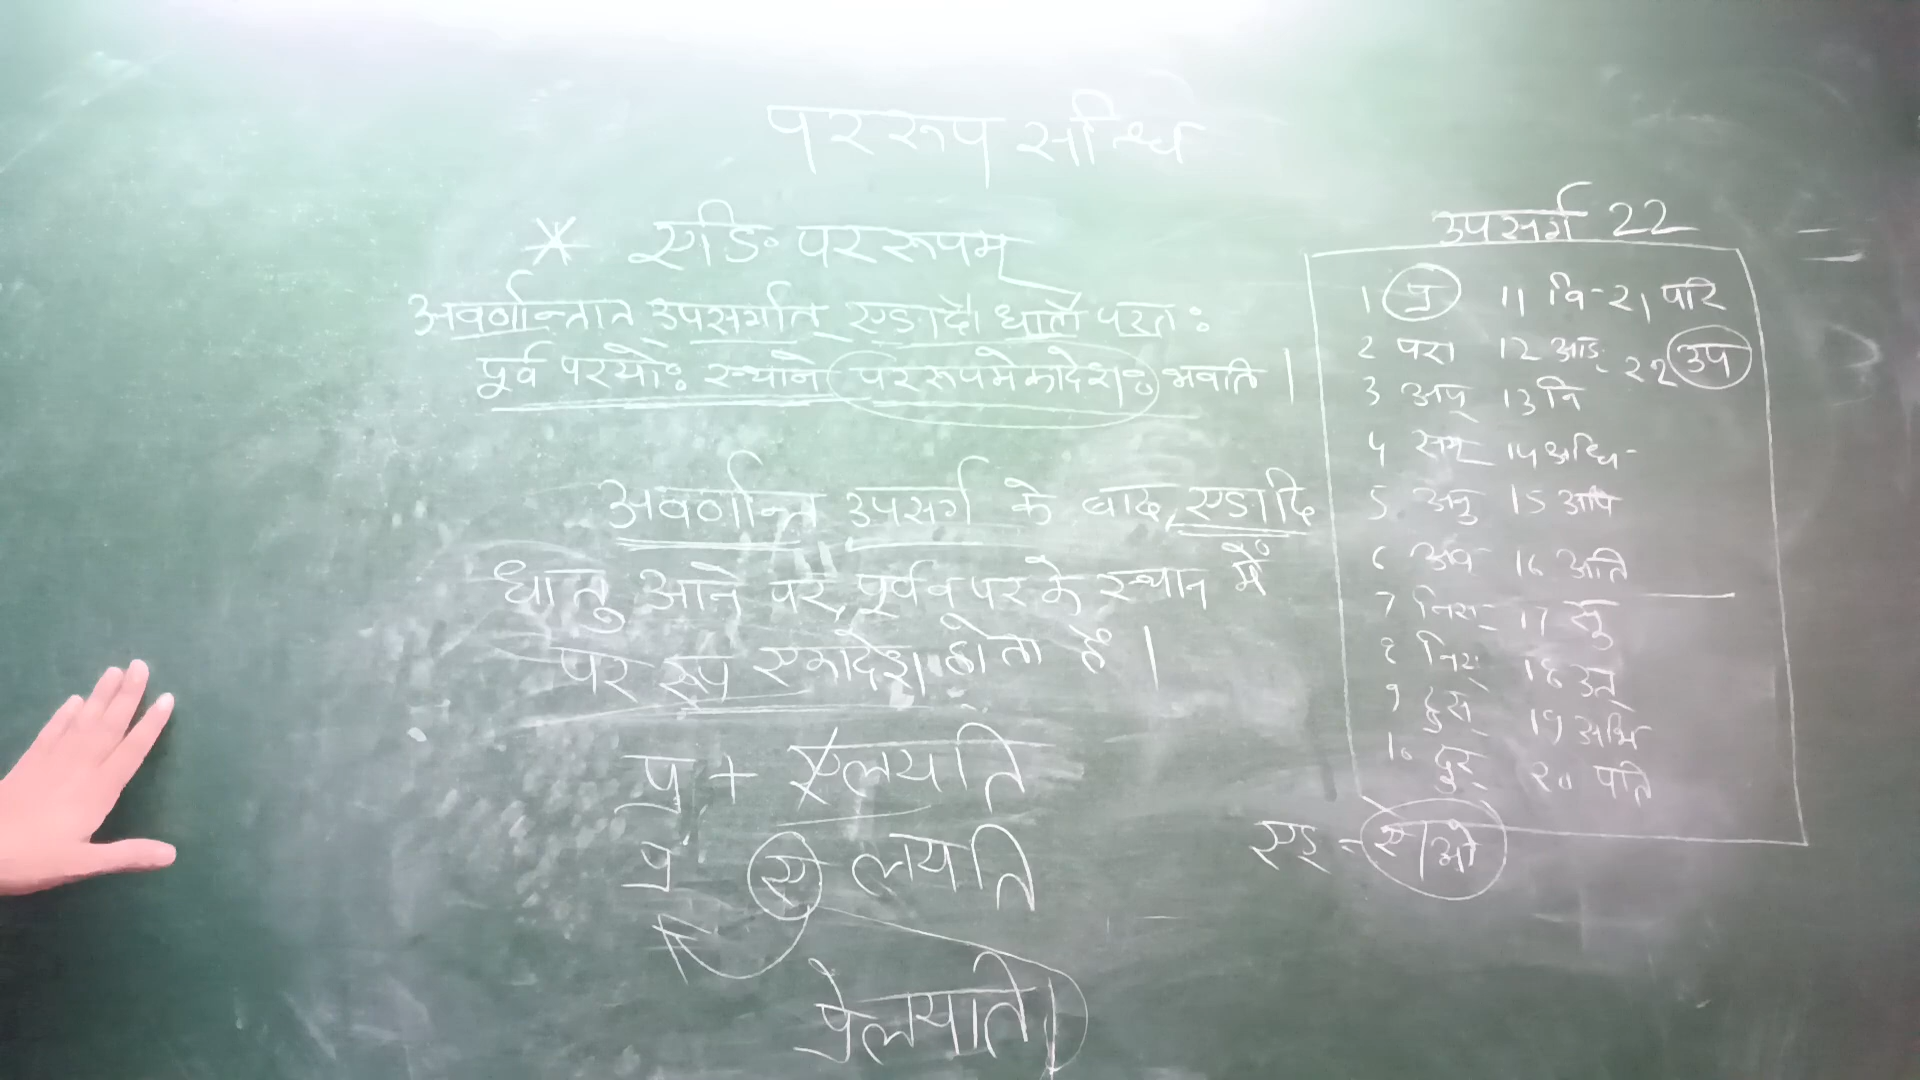 पररूप सन्धि
* एङि पररूपम्
अवर्णान्तात् उपसर्गात् एङादौ धातौ परतः
पूर्व परयोः स्थाने पररूपमेकादेशः भवति |
अवर्णान्त उपसर्ग के बाद, एङादि
धातु आने पर, पूर्व व पर के स्थान में
पर रूप एकादेश होता है |
प्र + एलयति
प्र ए लयति
प्रेलयति |
उपसर्ग 22
1 प्र 11 वि - 21 परि
2 परा 12 आङ् 22 उप
3 अप् 13 नि
4 सम् 14 अधि -
5 अनु 15 अपि
6 अव 16 अति
7 निस् - 17 सु
8 निर् 18 उत्
9 दुस् 19 अभि
10 दुर् 20 प्रति
एङ् = ए/ओ